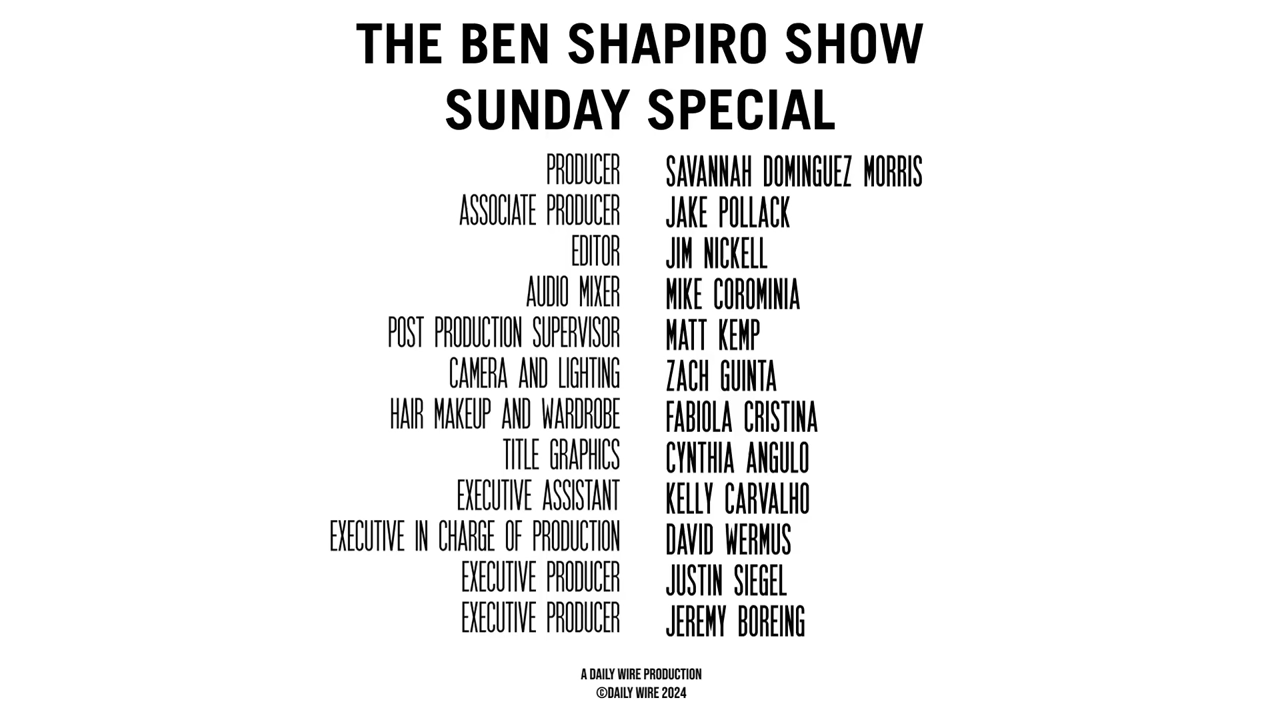 THE BEN SHAPIRO SHOW
SUNDAY SPECIAL
PRODUCER SAVANNAH DOMINGUEZ MORRIS
ASSOCIATE PRODUCER JAKE POLLACK
EDITOR JIM NICKELL
AUDIO MIXER MIKE COROMINIA
POST PRODUCTION SUPERVISOR MATT KEMP
CAMERA AND LIGHTING ZACH GUINTA
HAIR MAKEUP AND WARDROBE FABIOLA CRISTINA
TITLE GRAPHICS CYNTHIA ANGULO
EXECUTIVE ASSISTANT KELLY CARVALHO
EXECUTIVE IN CHARGE OF PRODUCTION DAVID WERMUS
EXECUTIVE PRODUCER JUSTIN SIEGEL
EXECUTIVE PRODUCER JEREMY BOREING
A DAILY WIRE PRODUCTION
©DAILY WIRE 2024